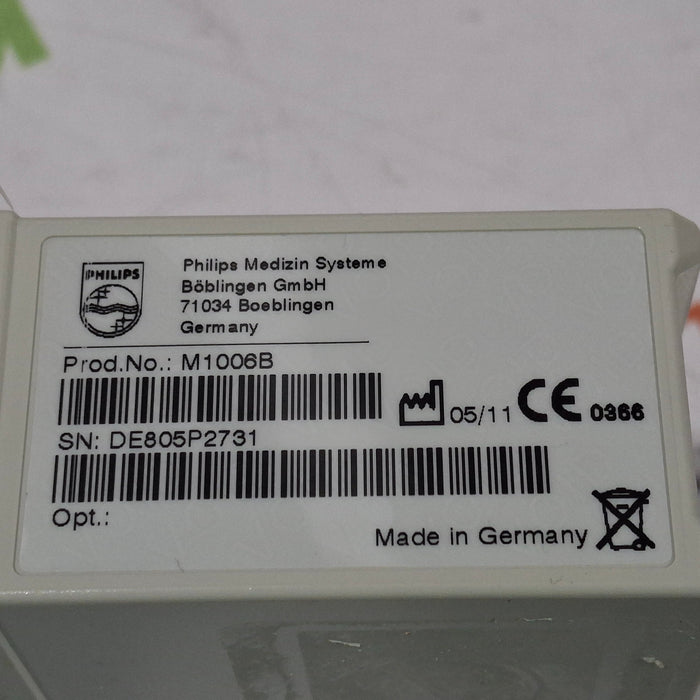 PHILIPS
Philips Medizin Systeme
Böblingen GmbH
71034 Boeblingen
Germany
Prod.No.: M1006B
05/11 CE 0366
SN: DE805P2731
Opt.:
Made in Germany